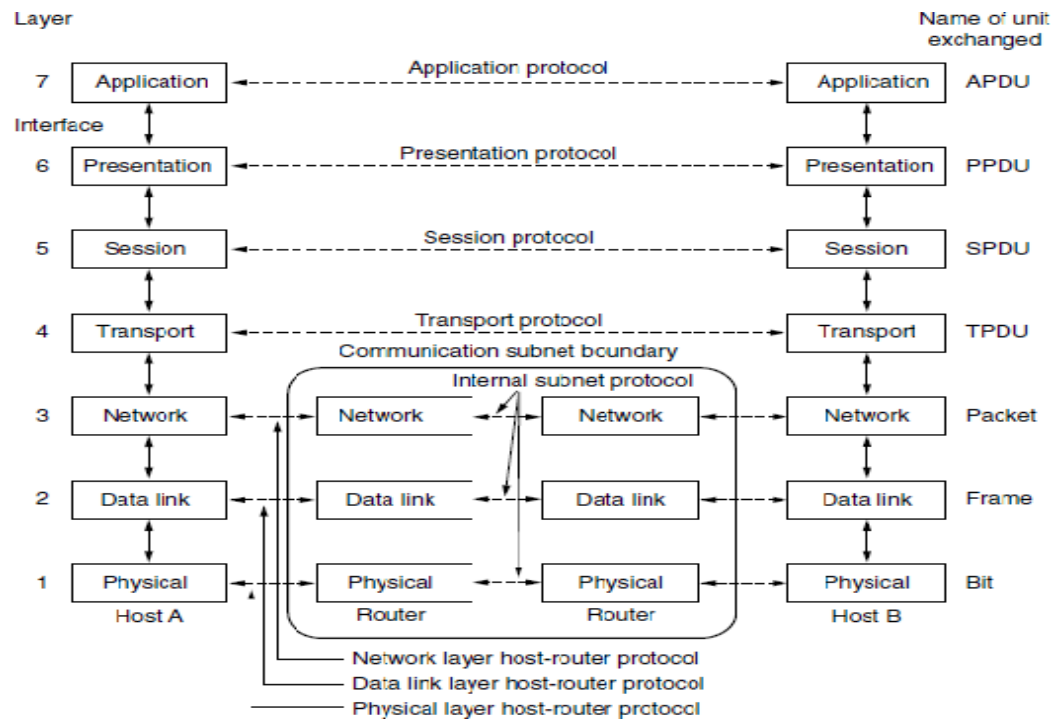 Layer
Name of unit
exchanged
7 Application Application protocol Application APDU
Interface
6 Presentation Presentation protocol Presentation PPDU
5 Session Session protocol Session SPDU
4 Transport Transport protocol Transport TPDU
Communication subnet boundary
Internal subnet protocol
3 Network Network Network Network Packet
2 Data link Data link Data link Data link Frame
1 Physical Physical Physical Physical Bit
Host A Router Router Host B
Network layer host-router protocol
Data link layer host-router protocol
Physical layer host-router protocol